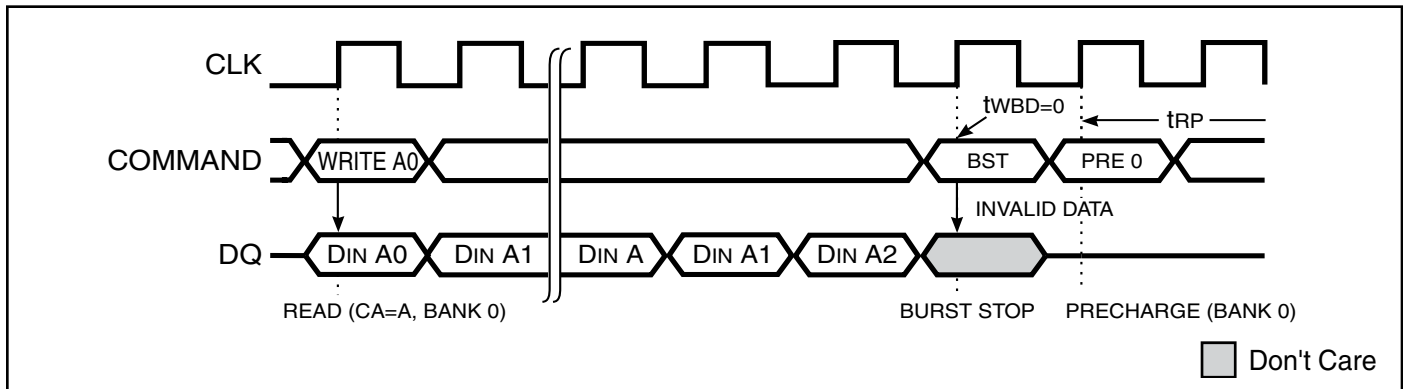 CLK
tWBD=0
tRP
COMMAND
WRITE A0
BST
PRE 0
INVALID DATA
DQ
DIN A0
DIN A1
DIN A
DIN A1
DIN A2
READ (CA=A, BANK 0)
BURST STOP
PRECHARGE (BANK 0)
Don't Care